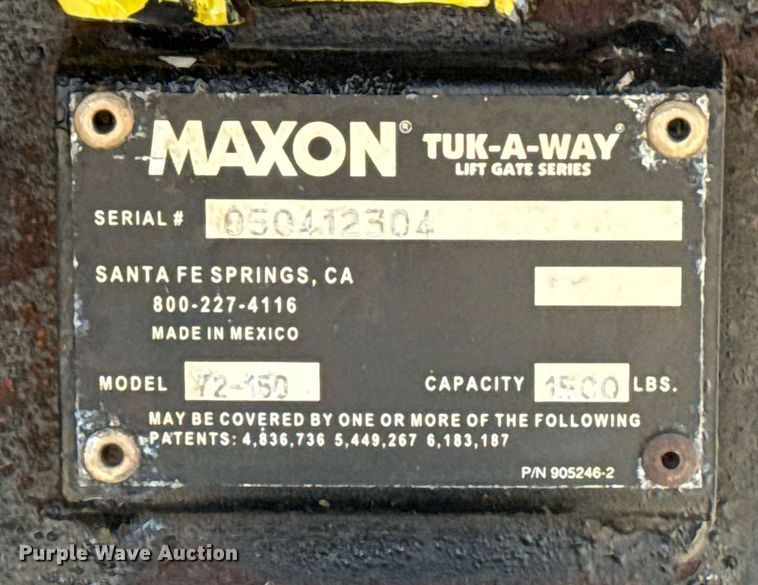 MAXON® TUK-A-WAY®
LIFT GATE SERIES
SERIAL # 050412304
SANTA FE SPRINGS, CA
800-227-4116
MADE IN MEXICO
MODEL 72-150 CAPACITY 1500 LBS.
MAY BE COVERED BY ONE OR MORE OF THE FOLLOWING
PATENTS: 4,836,736 5,449,267 6,183,187
P/N 905246-2
Purple Wave Auction